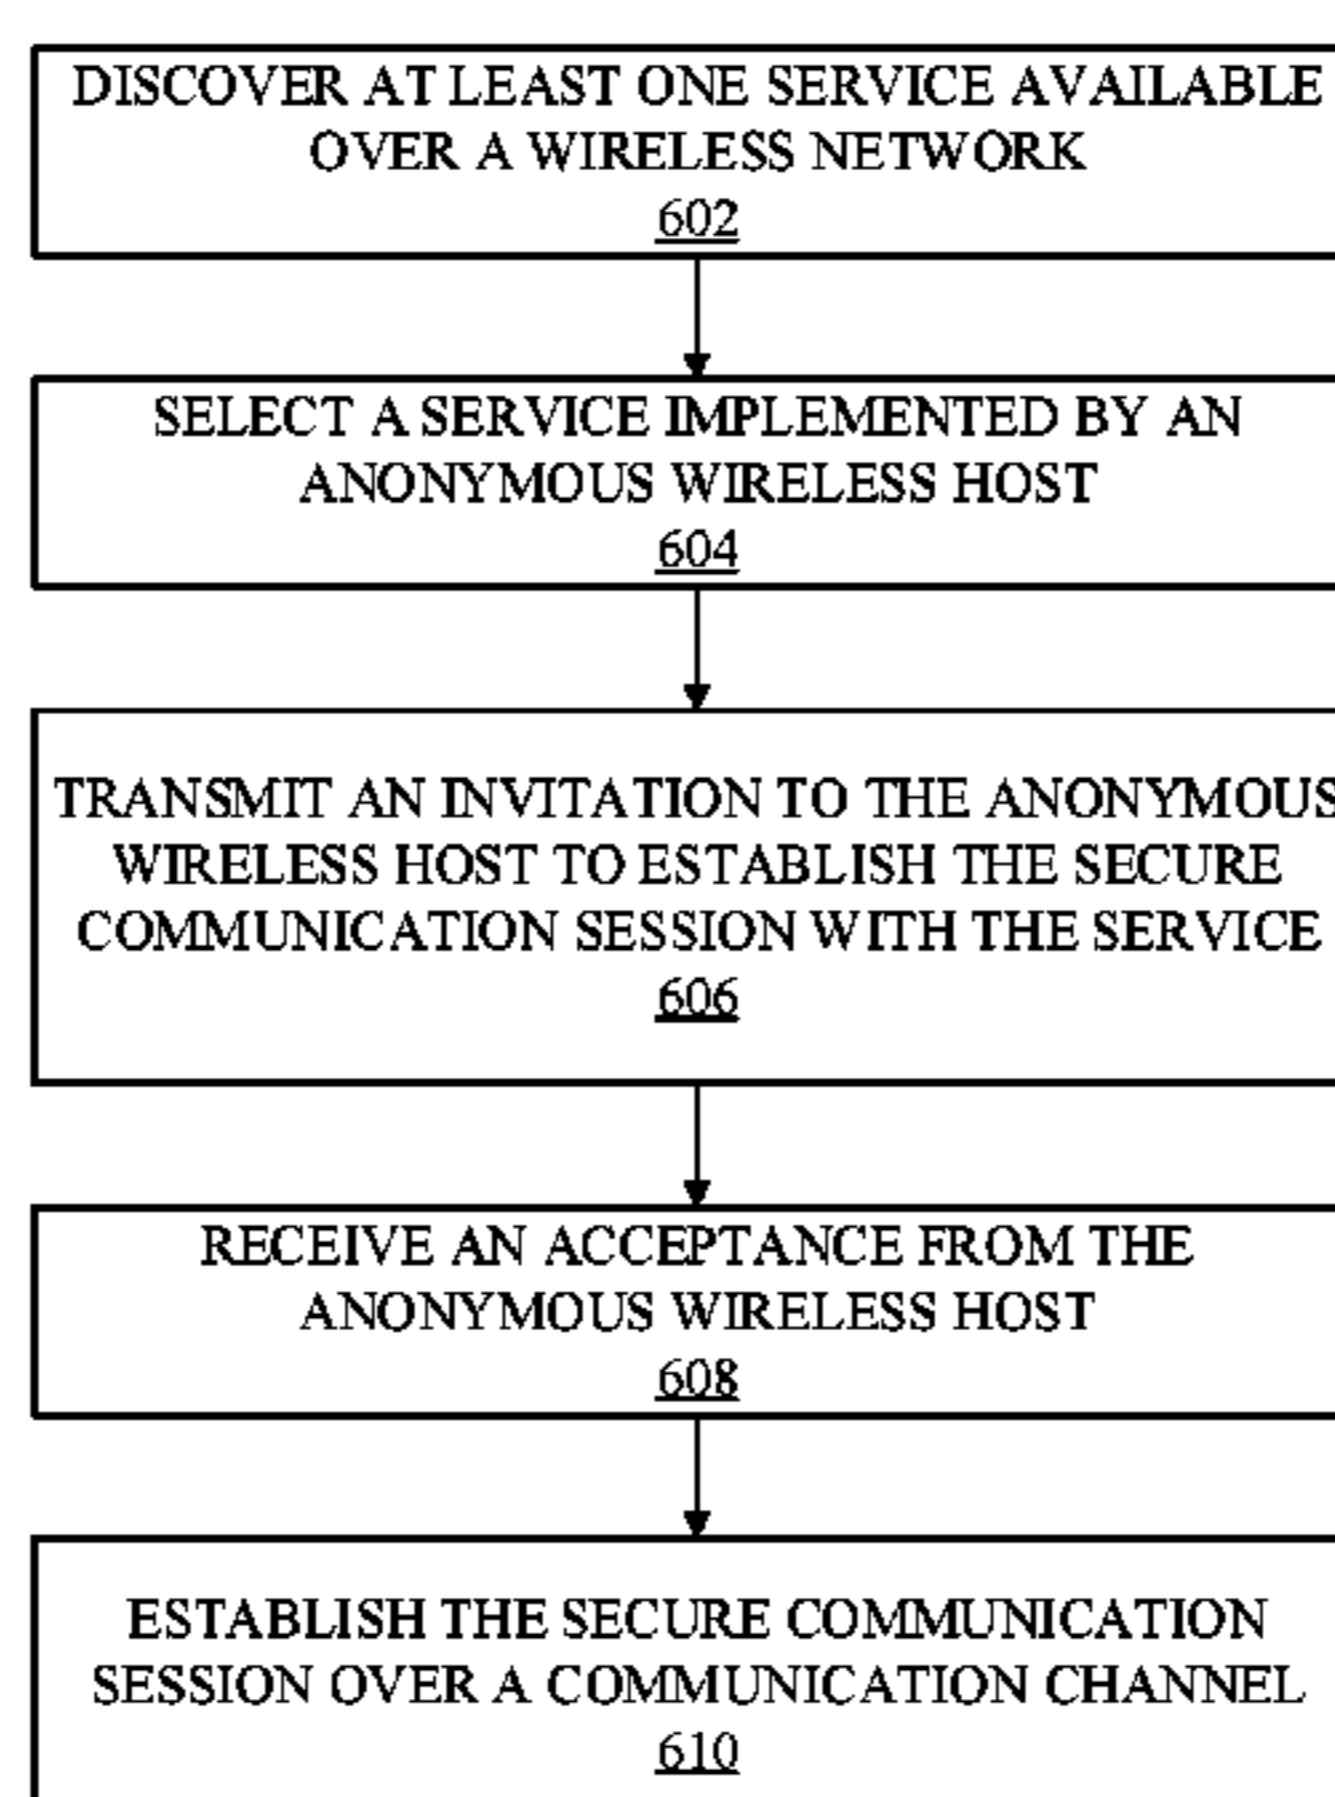 DISCOVER AT LEAST ONE SERVICE AVAILABLE
OVER A WIRELESS NETWORK
602
SELECT A SERVICE IMPLEMENTED BY AN
ANONYMOUS WIRELESS HOST
604
TRANSMIT AN INVITATION TO THE ANONYMOUS
WIRELESS HOST TO ESTABLISH THE SECURE
COMMUNICATION SESSION WITH THE SERVICE
606
RECEIVE AN ACCEPTANCE FROM THE
ANONYMOUS WIRELESS HOST
608
ESTABLISH THE SECURE COMMUNICATION
SESSION OVER A COMMUNICATION CHANNEL
610